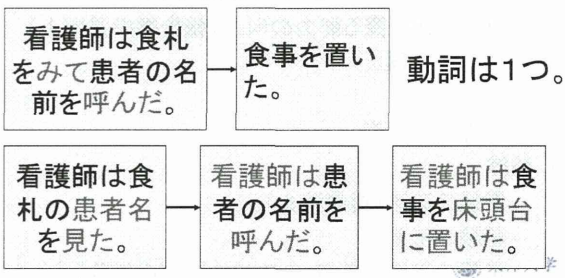 看護師は食札
をみて患者の名
前を呼んだ。
食事を置い
た。
動詞は1つ。
看護師は食
札の患者名
を見た。
看護師は患
者の名前を
呼んだ。
看護師は食
事を床頭台
に置いた。
大学